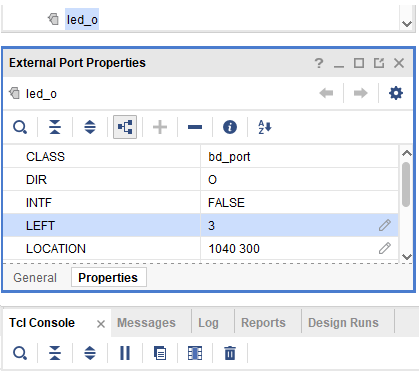 led_o
External Port Properties
led_o
CLASS bd_port
DIR O
INTF FALSE
LEFT 3
LOCATION 1040 300
General Properties
Tcl Console Messages Log Reports Design Runs